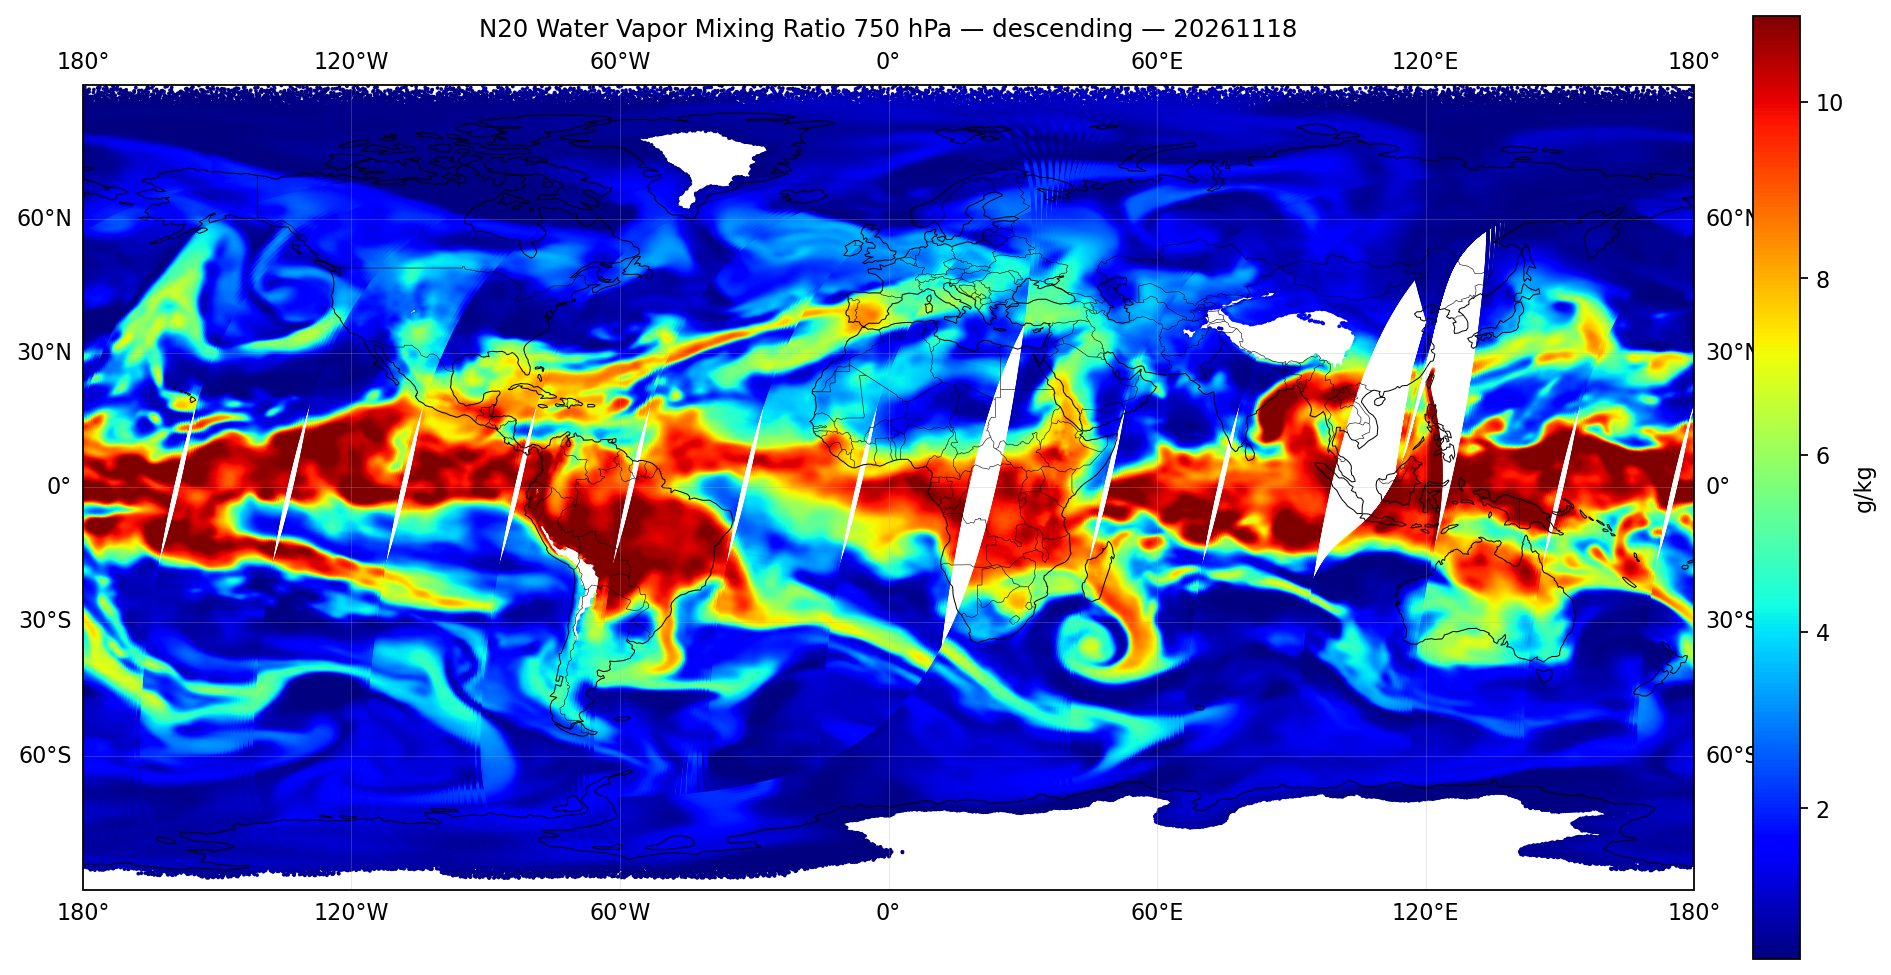 N20 Water Vapor Mixing Ratio 750 hPa — descending — 20261118
180° 120°W 60°W 0° 60°E 120°E 180°
60°N 60°N
30°N 30°N
0° 0°
30°S 30°S
60°S 60°S
180° 120°W 60°W 0° 60°E 120°E 180°
10
8
6
4
2
g/kg